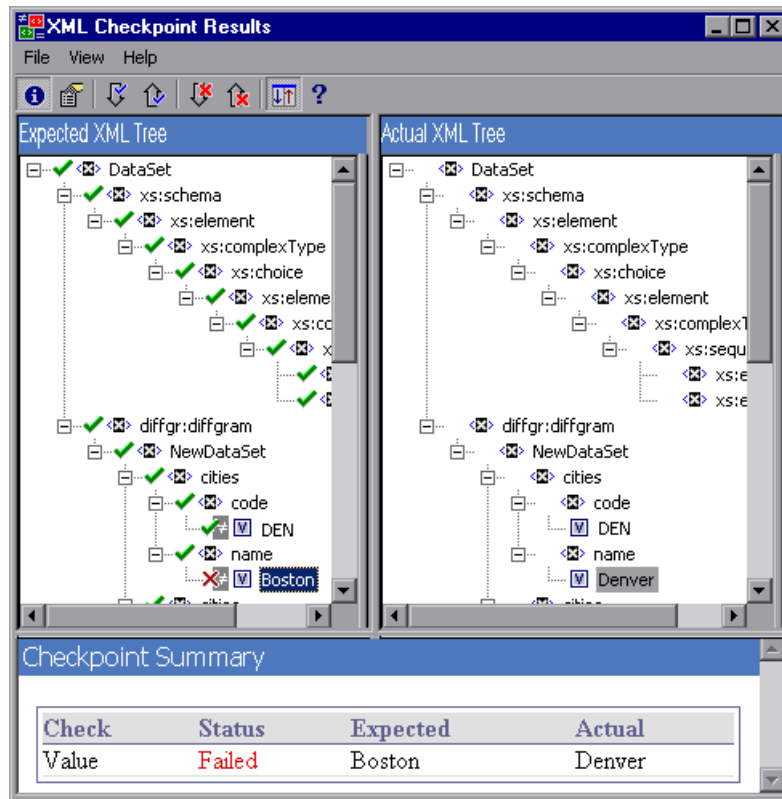 XML Checkpoint Results
File View Help
Expected XML Tree
DataSet
xs:schema
xs:element
xs:complexType
xs:choice
xs:eleme
xs:cc
x
diffgr:diffgram
NewDataSet
cities
code
V DEN
name
V Boston
Actual XML Tree
DataSet
xs:schema
xs:element
xs:complexType
xs:choice
xs:element
xs:complex
xs:sequ
xs:e
xs:e
diffgr:diffgram
NewDataSet
cities
code
V DEN
name
V Denver
Checkpoint Summary
Check Status Expected Actual
Value Failed Boston Denver